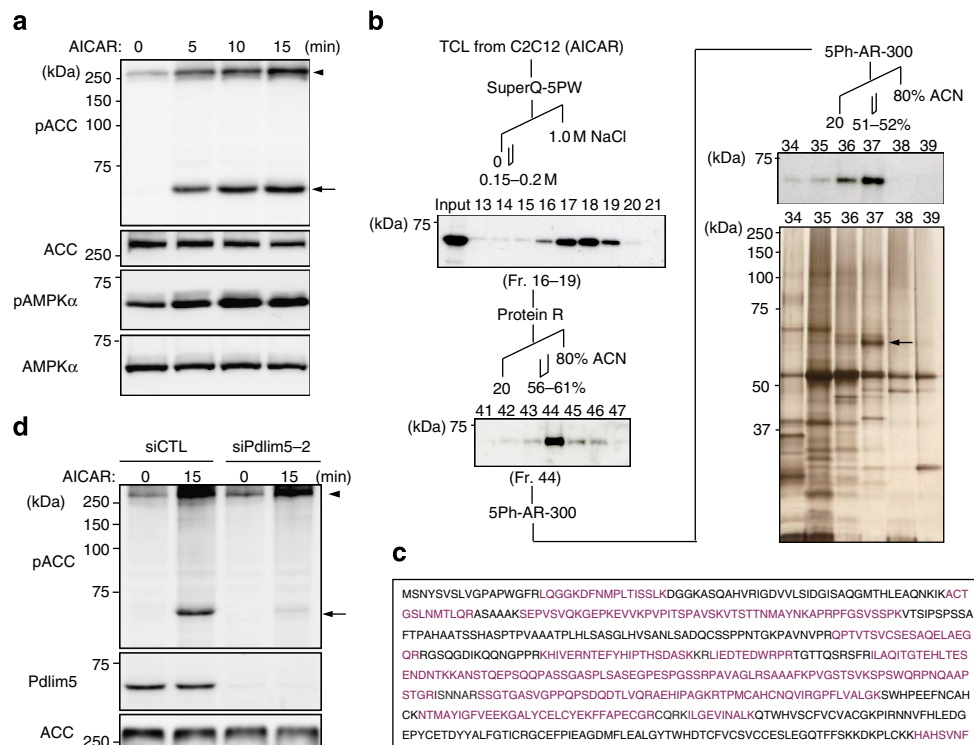 a
AICAR: 0 5 10 15 (min)
(kDa)
250
150
pACC
100
75
ACC
250
pAMPKα
75
AMPKα
b
TCL from C2C12 (AICAR)
SuperQ-5PW
1.0 M NaCl
0
0.15–0.2 M
Input 13 14 15 16 17 18 19 20 21
(kDa) 75
(Fr. 16–19)
Protein R
80% ACN
20
56–61%
41 42 43 44 45 46 47
(kDa) 75
(Fr. 44)
5Ph-AR-300
5Ph-AR-300
80% ACN
20 51–52%
34 35 36 37 38 39
(kDa) 75
34 35 36 37 38 39
(kDa)
250
150
100
75
50
37
d
siCTL siPdlim5–2
AICAR: 0 15 0 15 (min)
(kDa)
250
150
pACC
100
75
75
Pdlim5
ACC
250
c
MSNYSVSLVGPAPWGFRLQGGKDFNMPLTISSLKDGGKASQAHVRIGDVVLSIDGISAQGMTHLEAQNKIKACT
GSLNMTLQRASAAAKSEPVSVQKGEPKEVVKPVPITSPAVSKVTSTTNMAYNKAPRPFGSVSSPKVTSIPSPSSA
FTPAHAATSSHASPTPVAAATPLHLSASGLHVSANLSADQCSSPPNTGKPAVNVPRQPTVTSVCSESAQELAEG
QRRGSQGDIKQQNGPPRKHIVERNTEFYHIPTHSDASKKRLIEDTEDWRPRTGTTQSRSFRILAQITGTEHLTES
ENDNTKKANSTQEPSQQPASSGASPLSASEGPESPGSSRPAVAGLRSAAAFKPVGSTSVKSPSWQRPNQAAP
STGRISNNARSSGTGASVGPPQPSDQDTLVQRAEHIPAGKRTPMCAHCNQVIRGPFLVALGKSWHPEEFNCAH
CKNTMAYIGFVEEKGALYCELCYEKFFAPECGRCQRKILGEVINALKQTWHVSCFVCVACGKPIRNNVFHLEDG
EPYCETDYYALFGTICRGCEFPIEAGDMFLEALGYTWHDTCFVCSVCCESLEGQTFFSKKDKPLCKKHAHSVNF